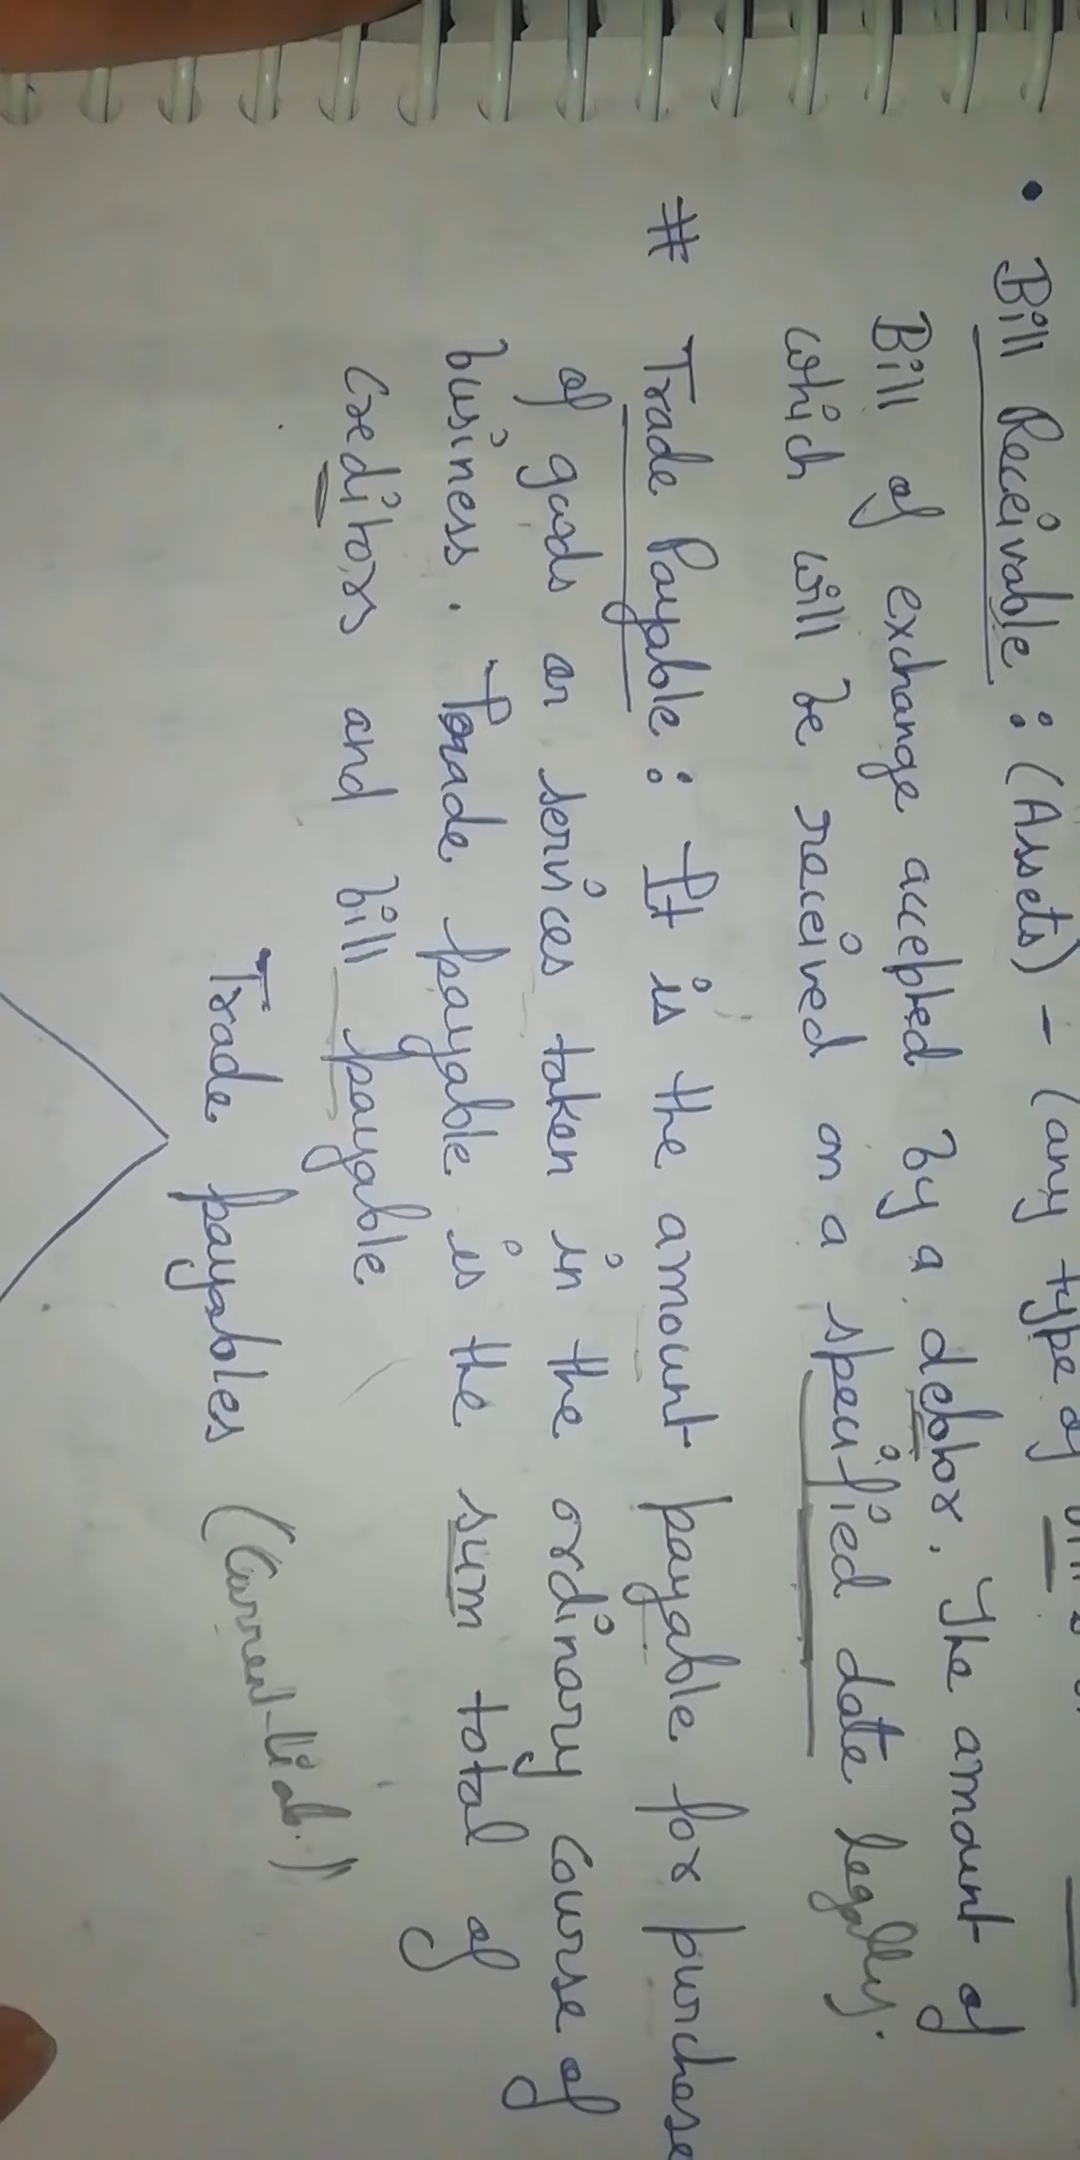 • Bill Receivable : (Assets) - (any type of
Bill of exchange accepted by a debtor. The amount of
which will be received on a specified date legally.
# Trade Payable : It is the amount payable for purchese
of goods or services taken in the ordinary course of
business. Trade payable is the sum total of
Creditors and bill payable
Trade payables (Current liab.)